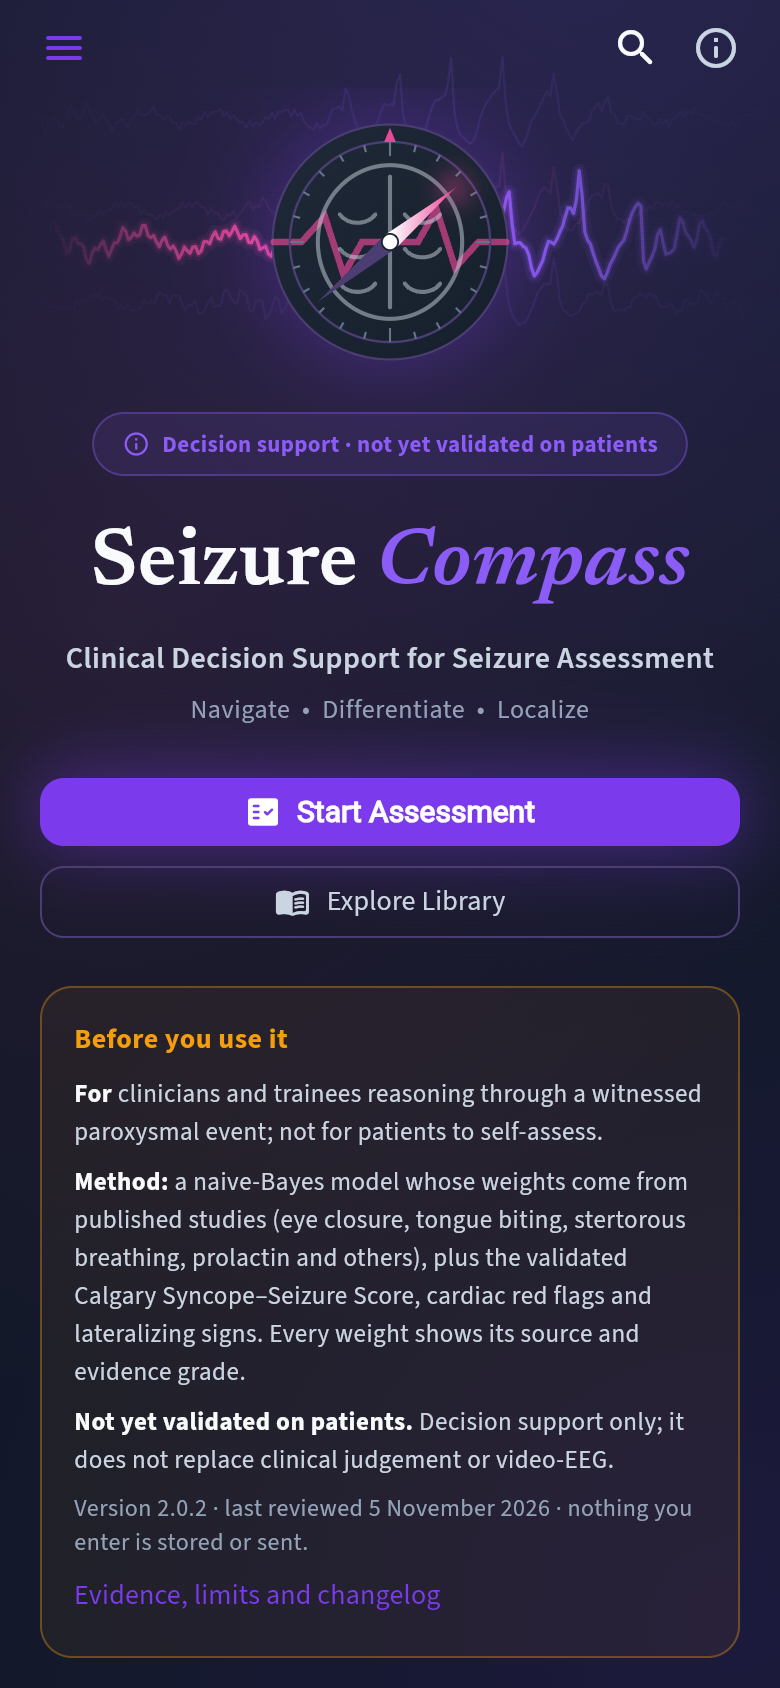 Decision support · not yet validated on patients
Seizure Compass
Clinical Decision Support for Seizure Assessment
Navigate • Differentiate • Localize
Start Assessment
Explore Library
Before you use it
For clinicians and trainees reasoning through a witnessed
paroxysmal event; not for patients to self-assess.
Method: a naive-Bayes model whose weights come from
published studies (eye closure, tongue biting, stertorous
breathing, prolactin and others), plus the validated
Calgary Syncope–Seizure Score, cardiac red flags and
lateralizing signs. Every weight shows its source and
evidence grade.
Not yet validated on patients. Decision support only; it
does not replace clinical judgement or video-EEG.
Version 2.0.2 · last reviewed 5 November 2026 · nothing you
enter is stored or sent.
Evidence, limits and changelog